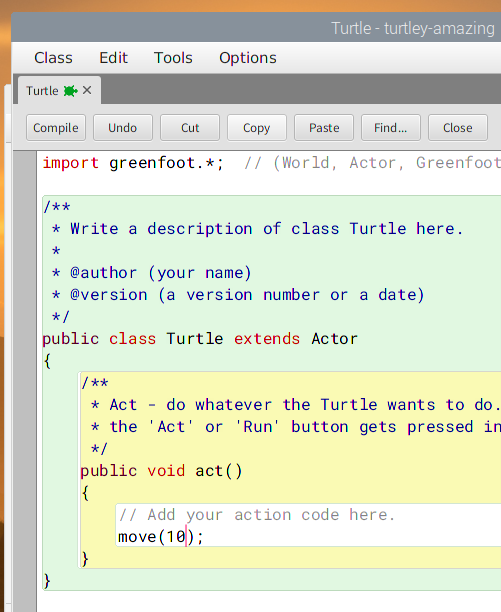 Turtle - turtley-amazing
Class Edit Tools Options
Turtle
Compile Undo Cut Copy Paste Find... Close
import greenfoot.*;  // (World, Actor, Greenfoot
/**
 * Write a description of class Turtle here.
 *
 * @author (your name)
 * @version (a version number or a date)
 */
public class Turtle extends Actor
{
    /**
     * Act - do whatever the Turtle wants to do.
     * the 'Act' or 'Run' button gets pressed in
     */
    public void act()
    {
        // Add your action code here.
        move(10);
    }
}